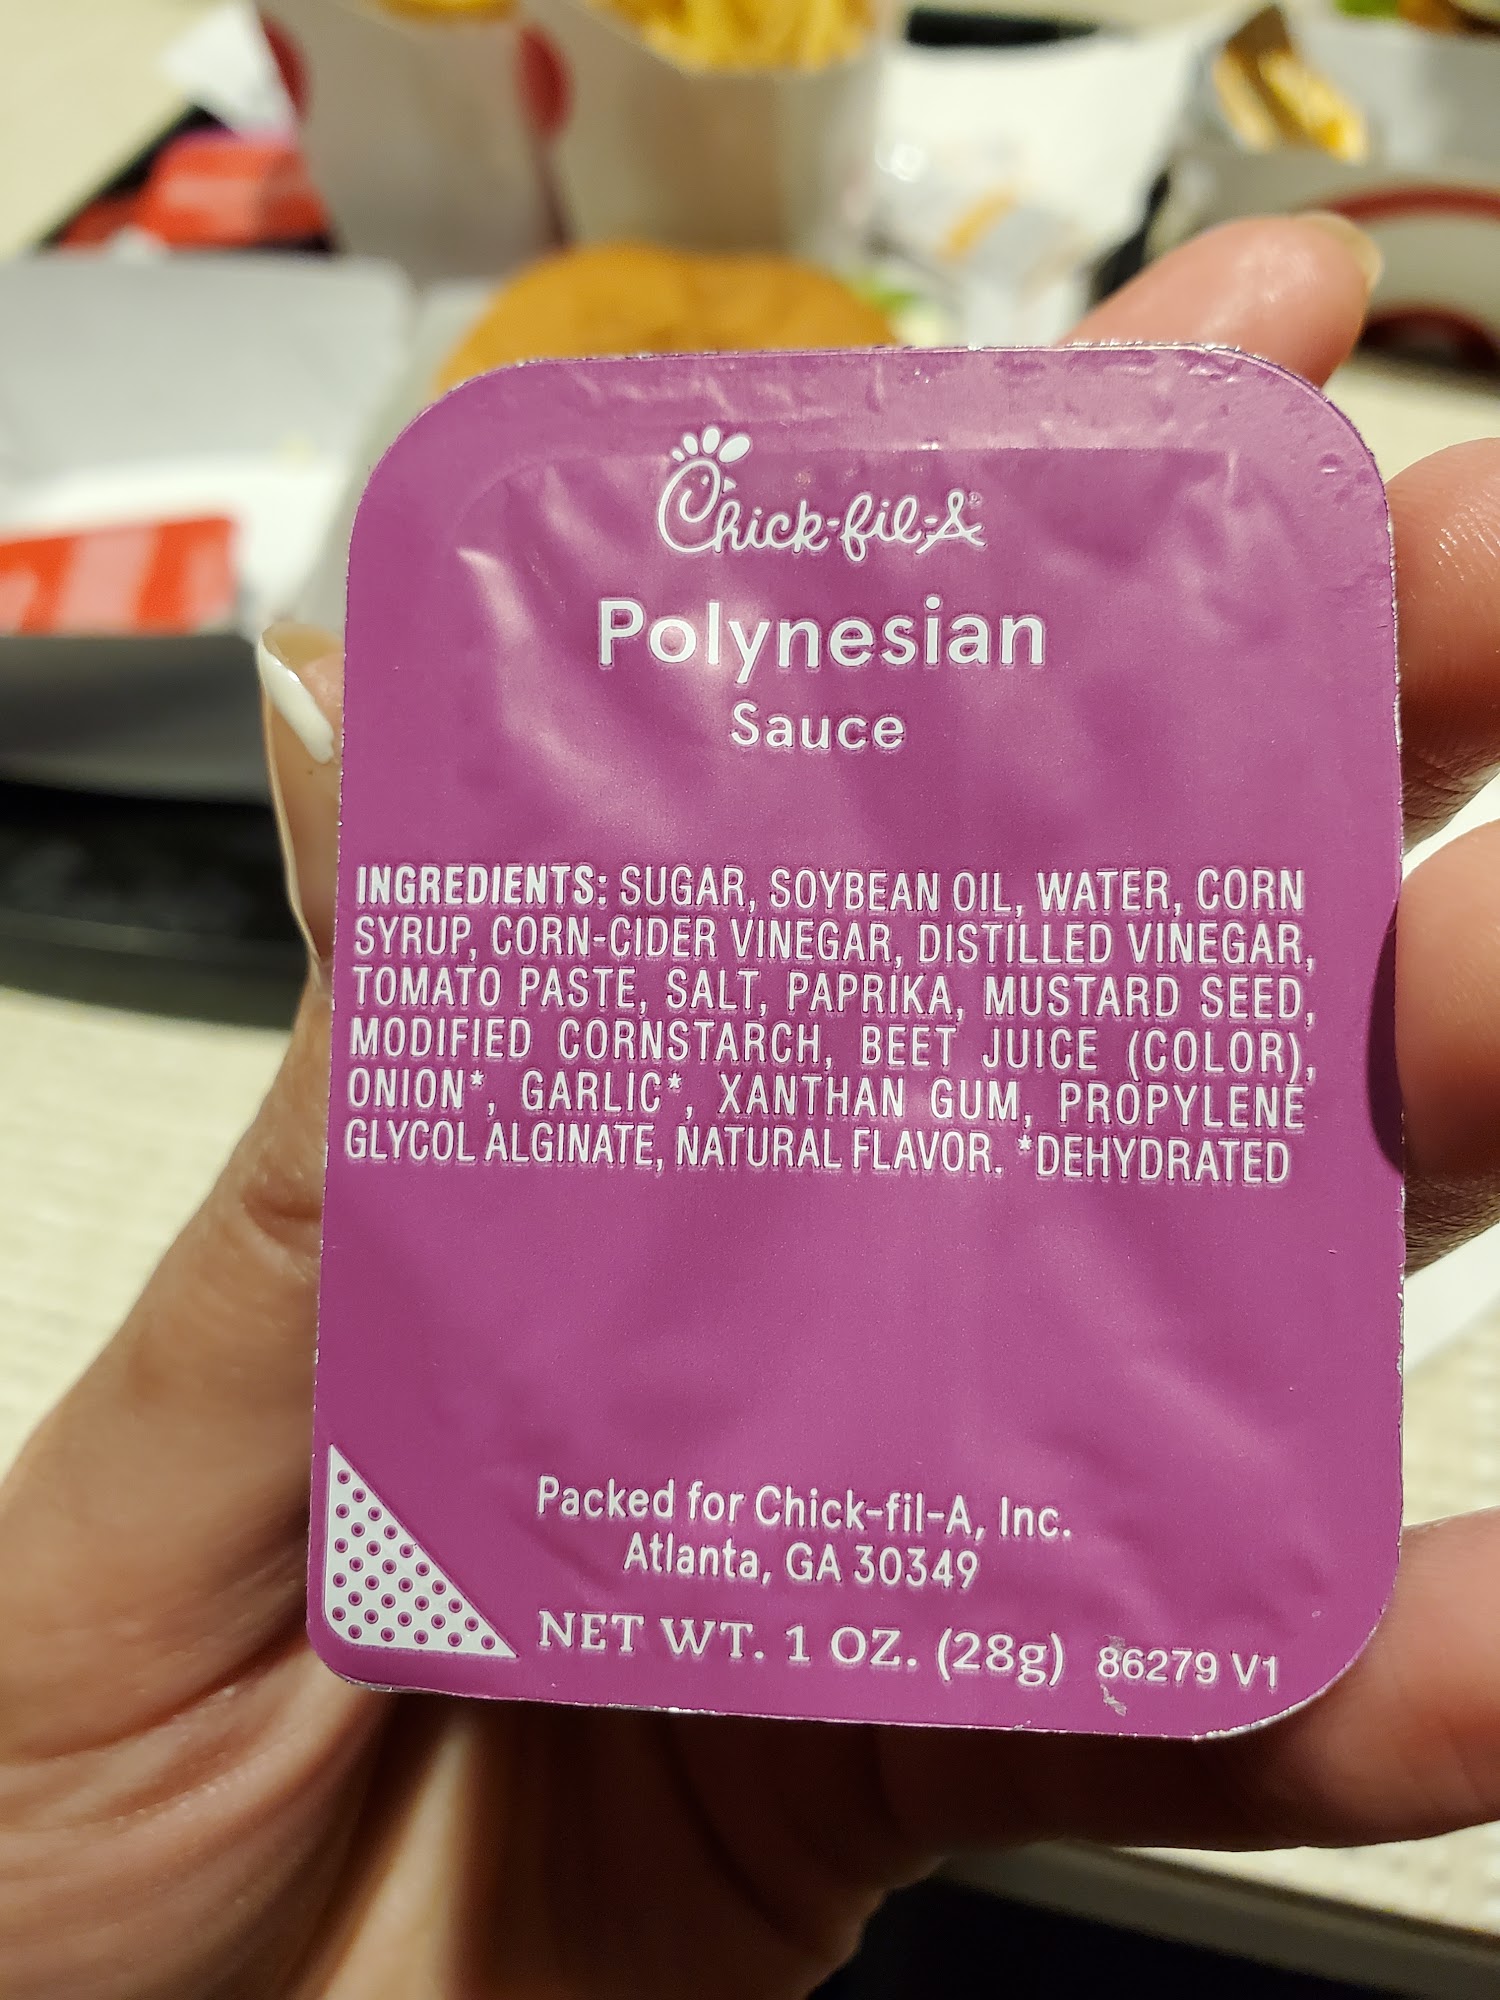 Chick-fil-A®
Polynesian
Sauce
INGREDIENTS: SUGAR, SOYBEAN OIL, WATER, CORN
SYRUP, CORN-CIDER VINEGAR, DISTILLED VINEGAR,
TOMATO PASTE, SALT, PAPRIKA, MUSTARD SEED,
MODIFIED CORNSTARCH, BEET JUICE (COLOR),
ONION*, GARLIC*, XANTHAN GUM, PROPYLENE
GLYCOL ALGINATE, NATURAL FLAVOR. *DEHYDRATED
Packed for Chick-fil-A, Inc.
Atlanta, GA 30349
NET WT. 1 OZ. (28g) 86279 V1